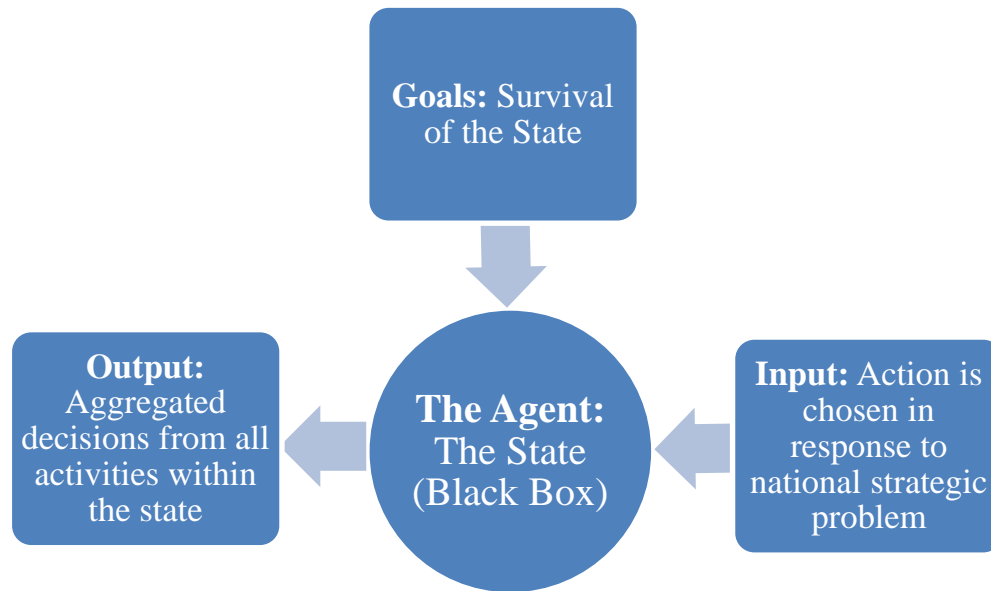 Goals: Survival
of the State
Output:
Aggregated
decisions from all
activities within
the state
The Agent:
The State
(Black Box)
Input: Action is
chosen in
response to
national strategic
problem